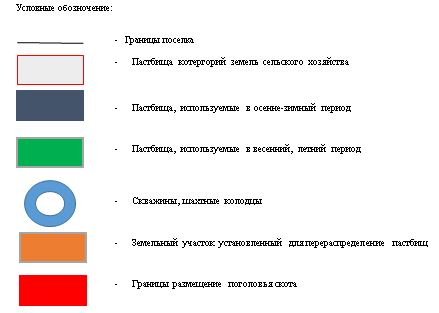 Условные обозначение:
- Границы поселка
- Пастбища котергорий земель сельского хозяйства
- Пастбища, используемые в осенне-зимный период
- Пастбища, используемые в весенний, летний период
- Скважины, шахтные колодцы
- Земельный участок установленный для перераспределение пастбищ
- Границы размещение поголовья скота